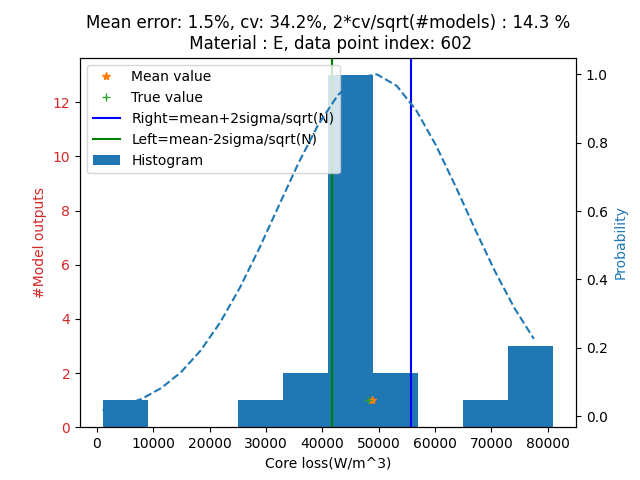 Mean error: 1.5%, cv: 34.2%, 2*cv/sqrt(#models) : 14.3 %
Material : E, data point index: 602
Mean value
True value
Right=mean+2sigma/sqrt(N)
Left=mean-2sigma/sqrt(N)
Histogram
#Model outputs
12
10
8
6
4
2
0
1.0
0.8
0.6
0.4
0.2
0.0
Probability
0 10000 20000 30000 40000 50000 60000 70000 80000
Core loss(W/m^3)